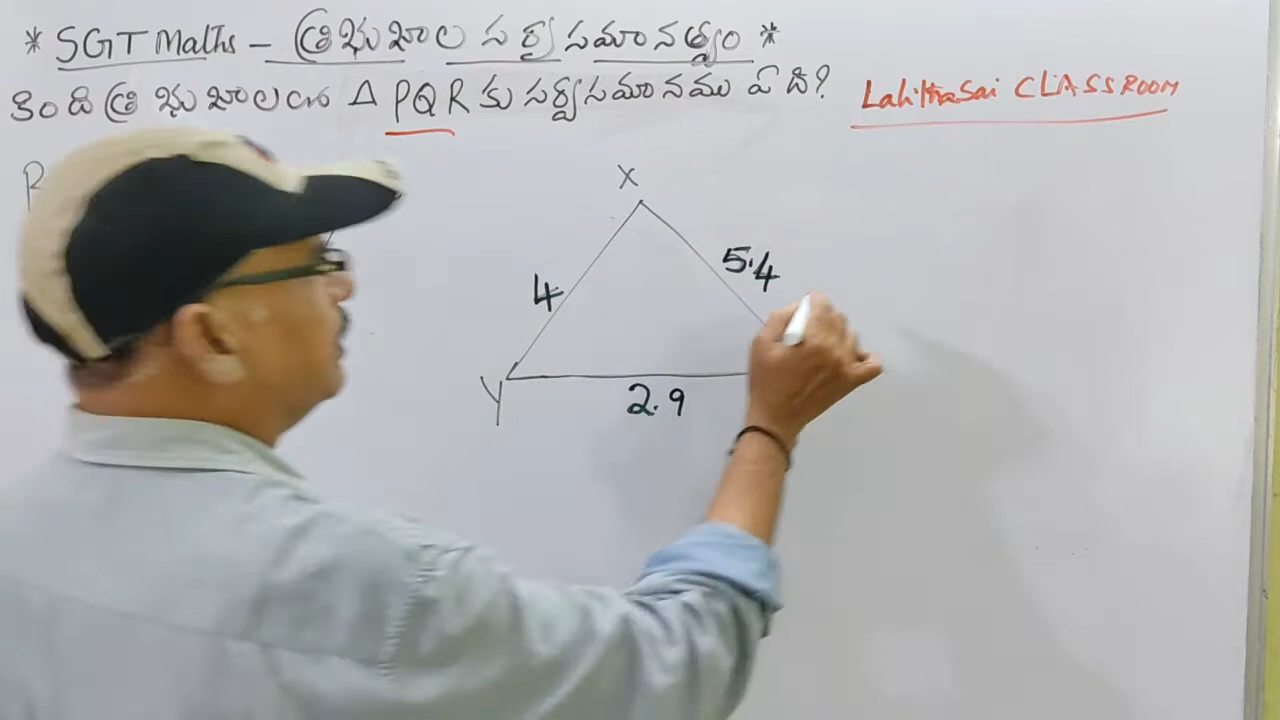 * SGT Maths - త్రిభుజాల సర్వసమానత్వం *
క్రింది త్రిభుజాలలో Δ PQR కు సర్వసమానము ఏది?
LalithaSai CLASSROOM
P
X
4
5.4
Y
2.9